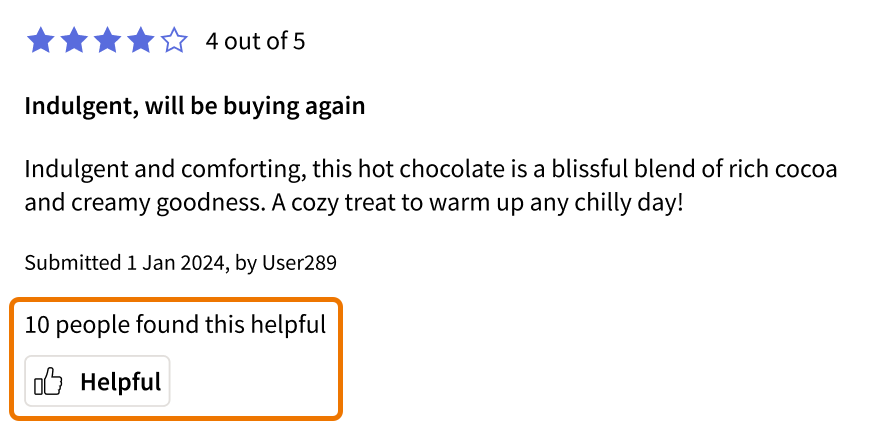 4 out of 5
Indulgent, will be buying again
Indulgent and comforting, this hot chocolate is a blissful blend of rich cocoa
and creamy goodness. A cozy treat to warm up any chilly day!
Submitted 1 Jan 2024, by User289
10 people found this helpful
Helpful